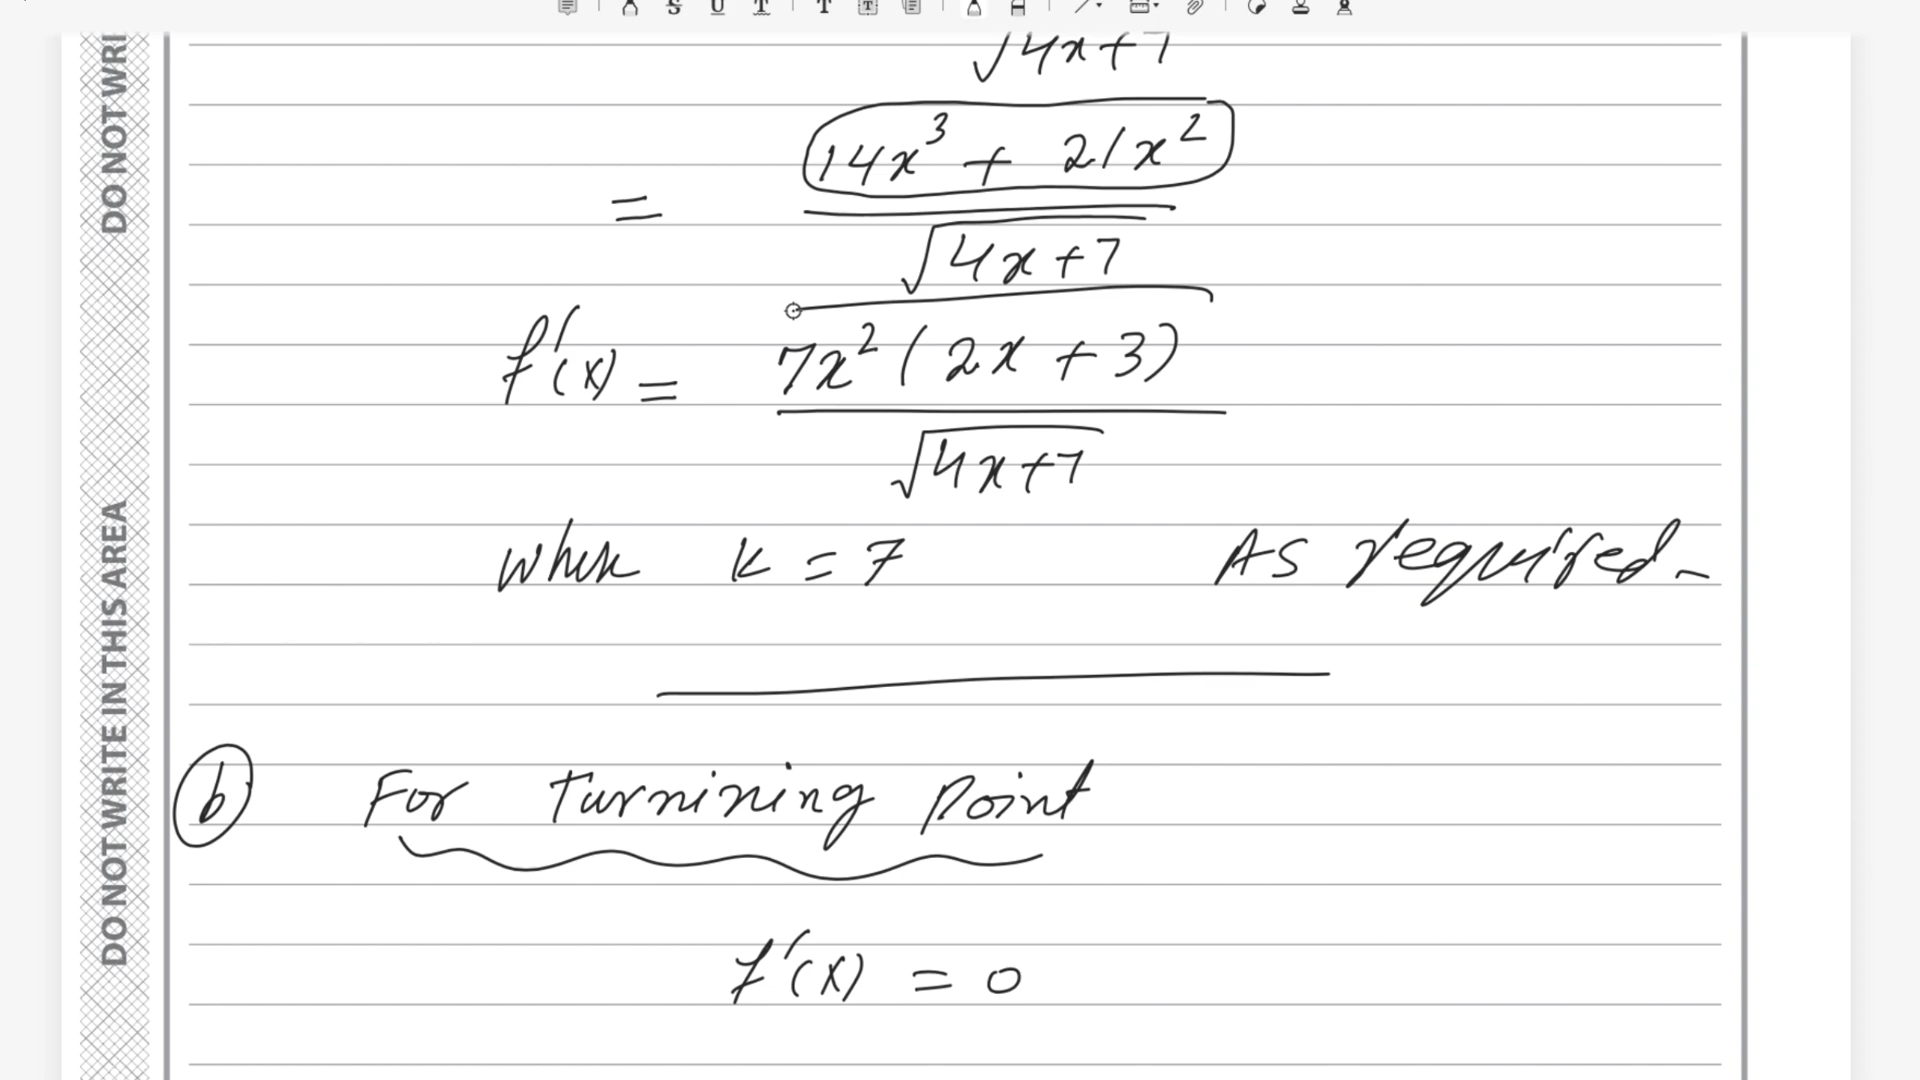 √4x+7
14x³ + 21x²
=
√4x+7
f'(x) = 7x² (2x + 3)
√4x+7
when k = 7 As required.
b For Turnining point
f'(x) = 0
DO NOT WRI
DO NOT WRITE IN THIS AREA